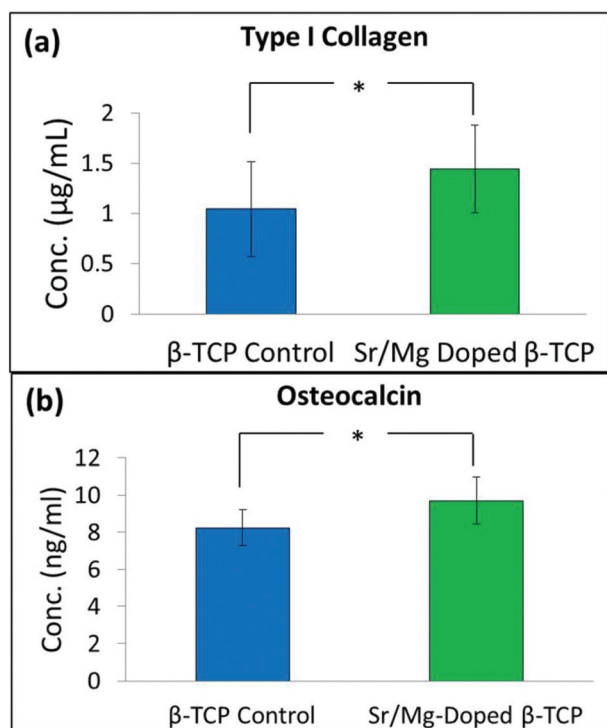 (a)
Type I Collagen
*
Conc. (µg/mL)
2
1.5
1
0.5
0
β-TCP Control Sr/Mg Doped β-TCP
(b)
Osteocalcin
*
Conc. (ng/ml)
12
10
8
6
4
2
0
β-TCP Control Sr/Mg-Doped β-TCP